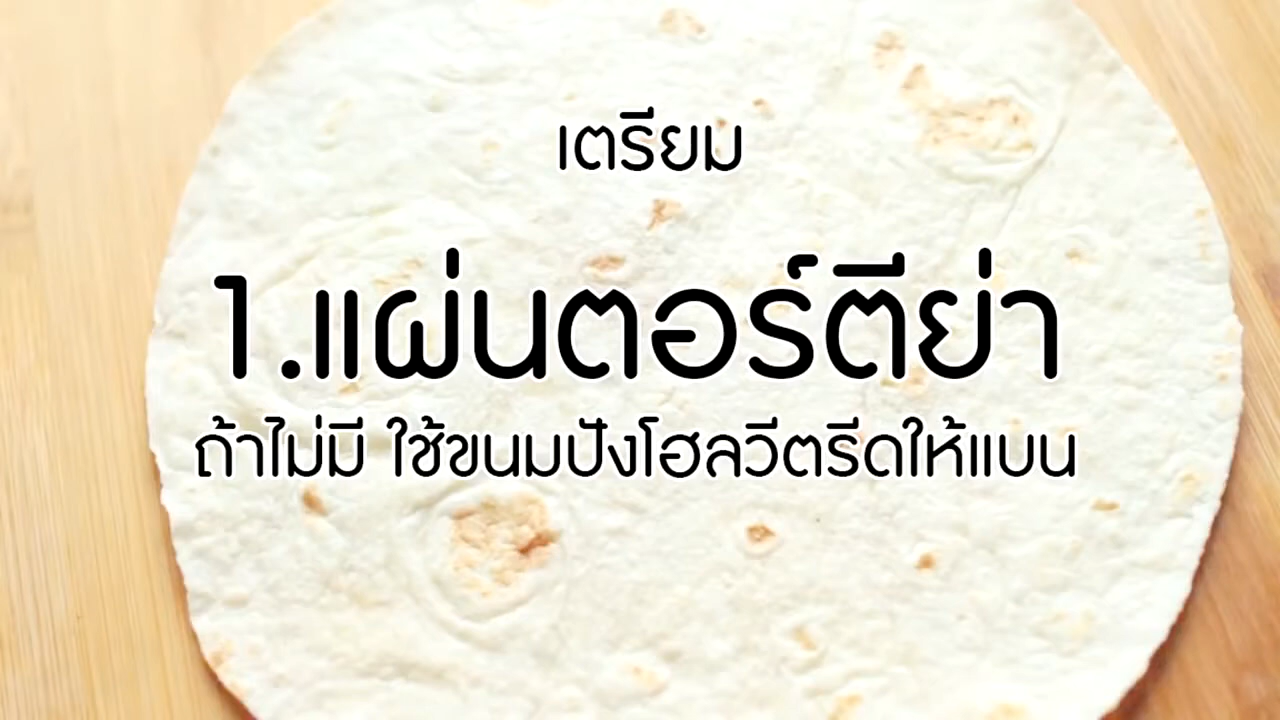 เตรียม
1.แผ่นตอร์ตีย่า
ถ้าไม่มี ใช้ขนมปังโฮลวีตรีดให้แบน